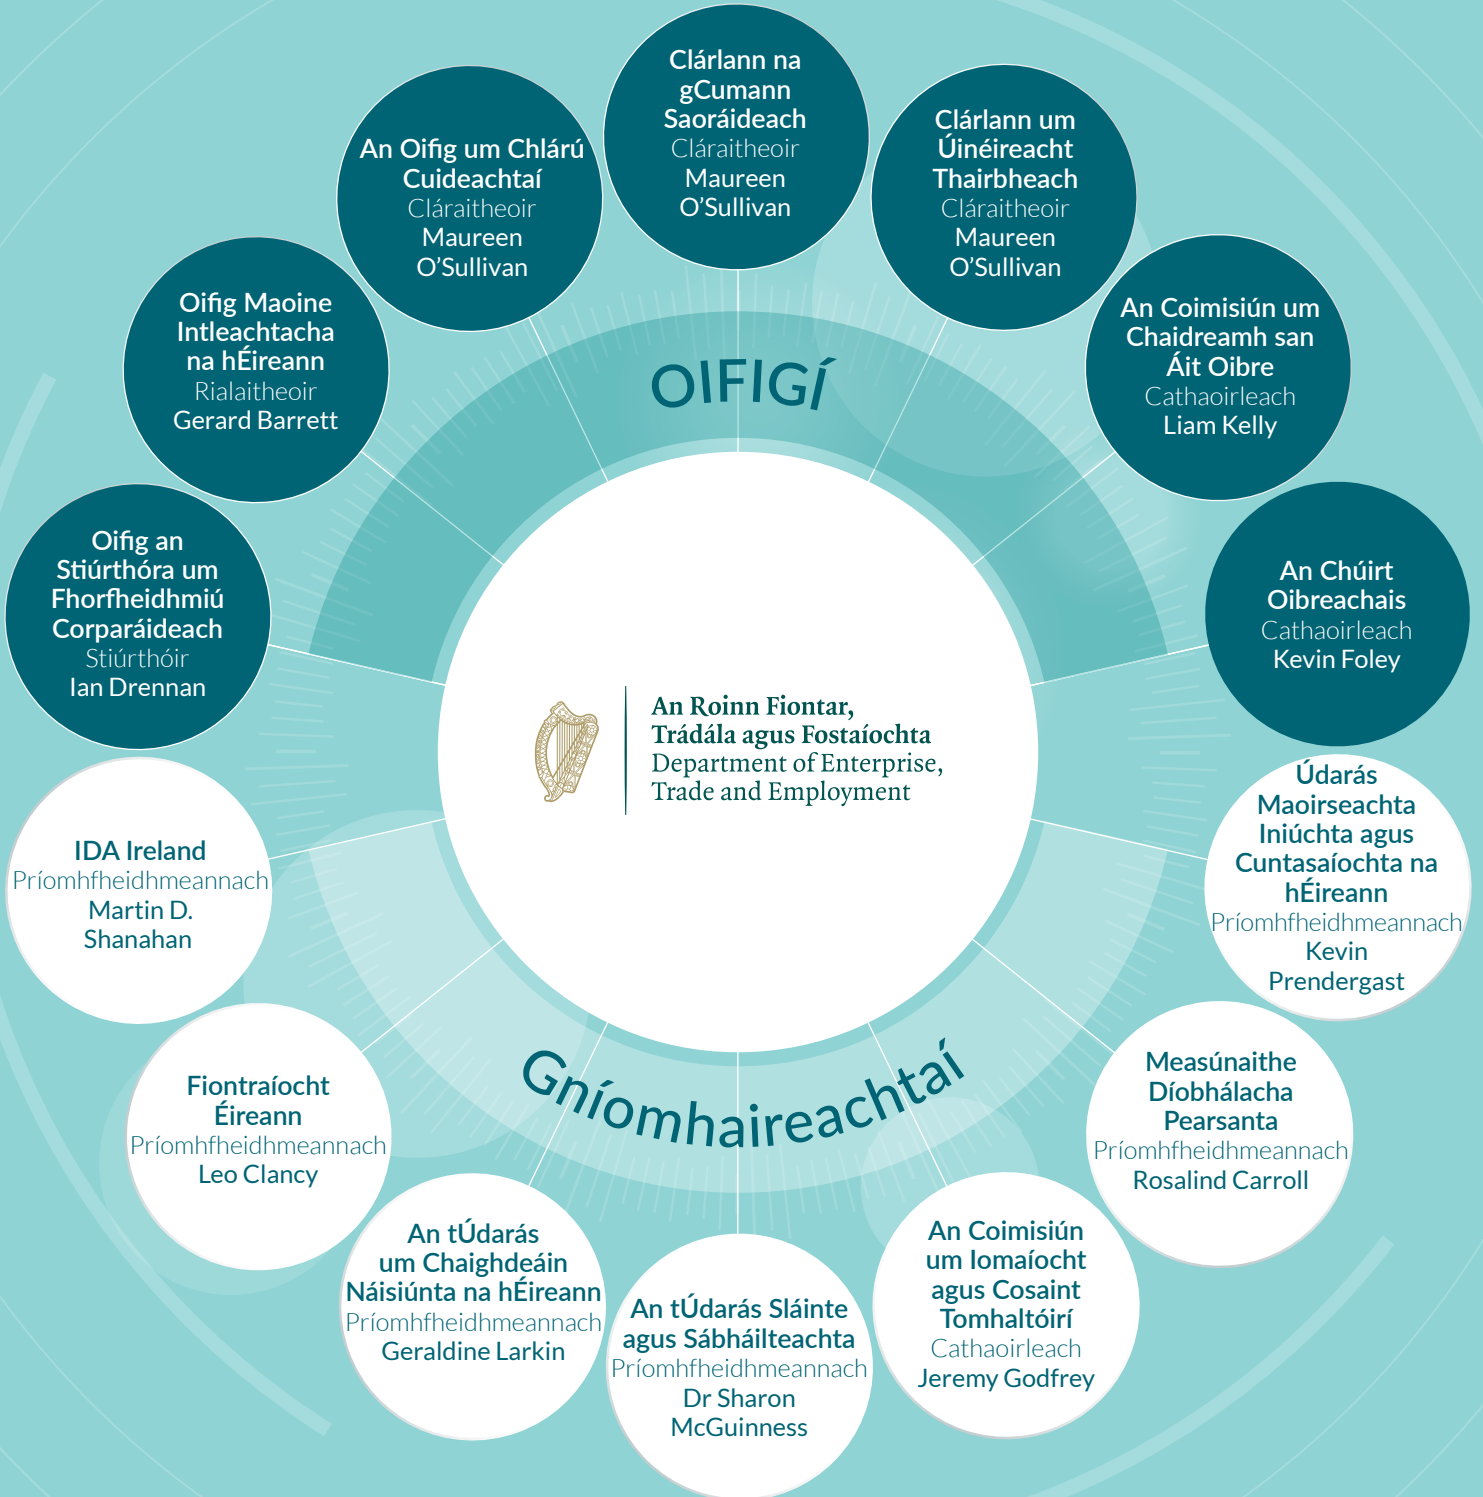 Clárlann na
gCumann
Saoráideach
Cláraitheoir
Maureen
O’Sullivan
An Oifig um Chlárú
Cuideachtaí
Cláraitheoir
Maureen
O’Sullivan
Clárlann um
Úinéireacht
Thairbheach
Cláraitheoir
Maureen
O’Sullivan
Oifig Maoine
Intleachtacha
na hÉireann
Rialaitheoir
Gerard Barrett
An Coimisiún um
Chaidreamh san
Áit Oibre
Cathaoirleach
Liam Kelly
OIFIGÍ
Oifig an
Stiúrthóra um
Fhorfheidhmiú
Corparáideach
Stiúrthóir
Ian Drennan
An Chúirt
Oibreachais
Cathaoirleach
Kevin Foley
An Roinn Fiontar,
Trádála agus Fostaíochta
Department of Enterprise,
Trade and Employment
IDA Ireland
Príomhfheidhmeannach
Martin D.
Shanahan
Údarás
Maoirseachta
Iniúchta agus
Cuntasaíochta na
hÉireann
Príomhfheidhmeannach
Kevin
Prendergast
Gníomhaireachtaí
Fiontraíocht
Éireann
Príomhfheidhmeannach
Leo Clancy
Measúnaithe
Díobhálacha
Pearsanta
Príomhfheidhmeannach
Rosalind Carroll
An tÚdarás
um Chaighdeáin
Náisiúnta na hÉireann
Príomhfheidhmeannach
Geraldine Larkin
An tÚdarás Sláinte
agus Sábháilteachta
Príomhfheidhmeannach
Dr Sharon
McGuinness
An Coimisiún
um Iomaíocht
agus Cosaint
Tomhaltóirí
Cathaoirleach
Jeremy Godfrey